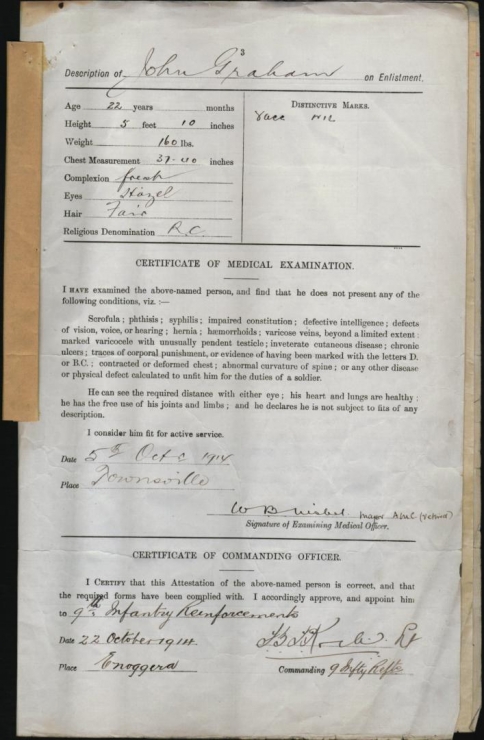 3
Description of John Graham on Enlistment.
Age 22 years months
Height 5 feet 10 inches
Weight 160 lbs.
Chest Measurement 37-40 inches
Complexion fresh
Eyes Hazel
Hair Fair
Religious Denomination R.C.
DISTINCTIVE MARKS.
Vacc nil
CERTIFICATE OF MEDICAL EXAMINATION.
I HAVE examined the above-named person, and find that he does not present any of the
following conditions, viz. :—
Scrofula ; phthisis ; syphilis ; impaired constitution ; defective intelligence ; defects
of vision, voice, or hearing ; hernia ; hæmorrhoids ; varicose veins, beyond a limited extent ;
marked varicocele with unusually pendent testicle ; inveterate cutaneous disease ; chronic
ulcers ; traces of corporal punishment, or evidence of having been marked with the letters D.
or B.C. ; contracted or deformed chest ; abnormal curvature of spine ; or any other disease
or physical defect calculated to unfit him for the duties of a soldier.
He can see the required distance with either eye ; his heart and lungs are healthy ;
he has the free use of his joints and limbs ; and he declares he is not subject to fits of any
description.
I consider him fit for active service.
Date 5th Oct 1914
Place Townsville
W B Nisbet Major AMC (retired)
Signature of Examining Medical Officer.
CERTIFICATE OF COMMANDING OFFICER.
I CERTIFY that this Attestation of the above-named person is correct, and that
the required forms have been complied with. I accordingly approve, and appoint him
to 9th Infantry Reinforcements
Date 22 October 1914
Lt
Place Enoggera
Commanding 9 Infty Refts